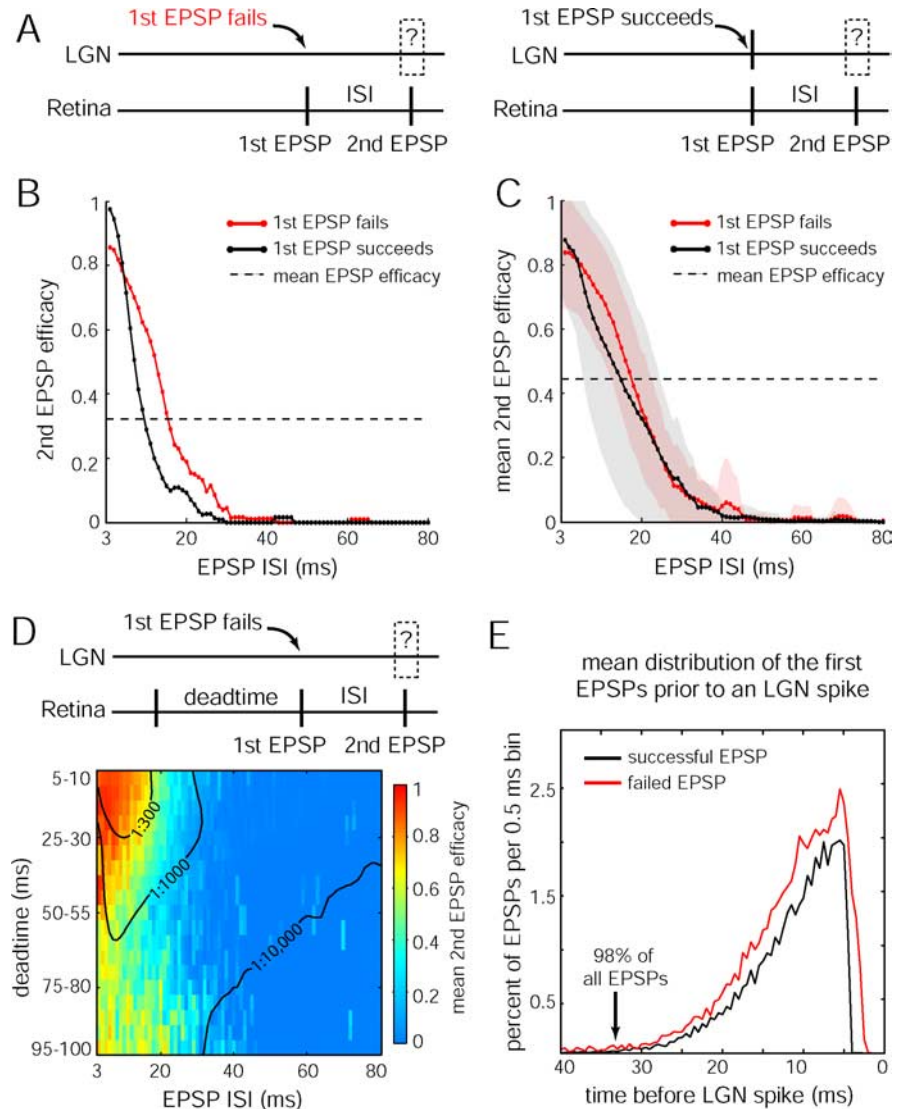 A
1st EPSP fails
LGN
?
Retina
ISI
1st EPSP 2nd EPSP
1st EPSP succeeds
LGN
?
Retina
ISI
1st EPSP 2nd EPSP
B
1st EPSP fails
1st EPSP succeeds
mean EPSP efficacy
2nd EPSP efficacy
1
0.8
0.6
0.4
0.2
0
3 20 40 60 80
EPSP ISI (ms)
C
1st EPSP fails
1st EPSP succeeds
mean EPSP efficacy
mean 2nd EPSP efficacy
1
0.8
0.6
0.4
0.2
0
3 20 40 60 80
EPSP ISI (ms)
D
1st EPSP fails
LGN
?
Retina
deadtime
ISI
1st EPSP 2nd EPSP
deadtime (ms)
5-10
25-30
50-55
75-80
95-100
1:300
1:1000
1:10,000
3 20 40 60 80
EPSP ISI (ms)
1
0.8
0.6
0.4
0.2
0
mean 2nd EPSP efficacy
E
mean distribution of the first
EPSPs prior to an LGN spike
successful EPSP
failed EPSP
percent of EPSPs per 0.5 ms bin
2.5
2.0
1.5
1.0
0.5
98% of
all EPSPs
40 30 20 10 0
time before LGN spike (ms)